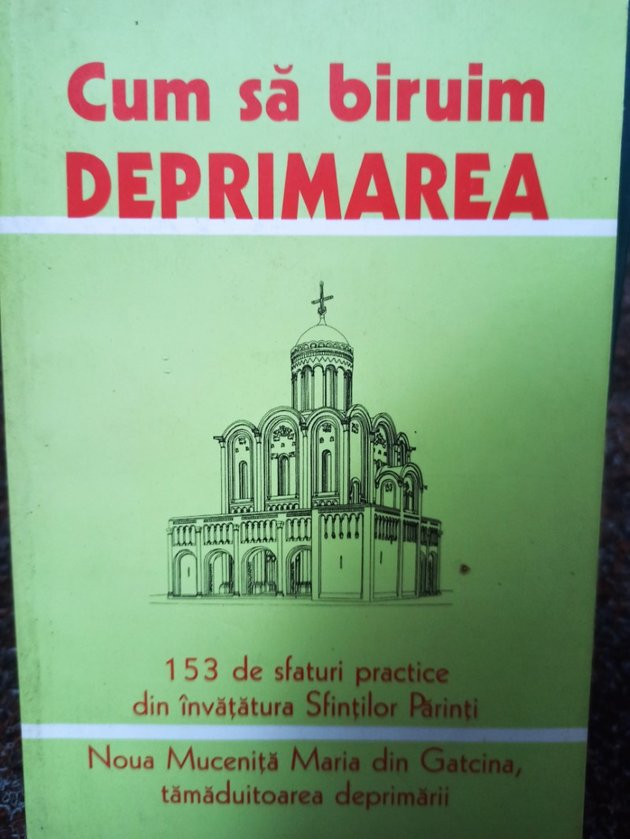 Cum să biruim
DEPRIMAREA
153 de sfaturi practice
din învățătura Sfinților Părinți
Noua Muceniță Maria din Gatcina,
tămăduitoarea deprimării